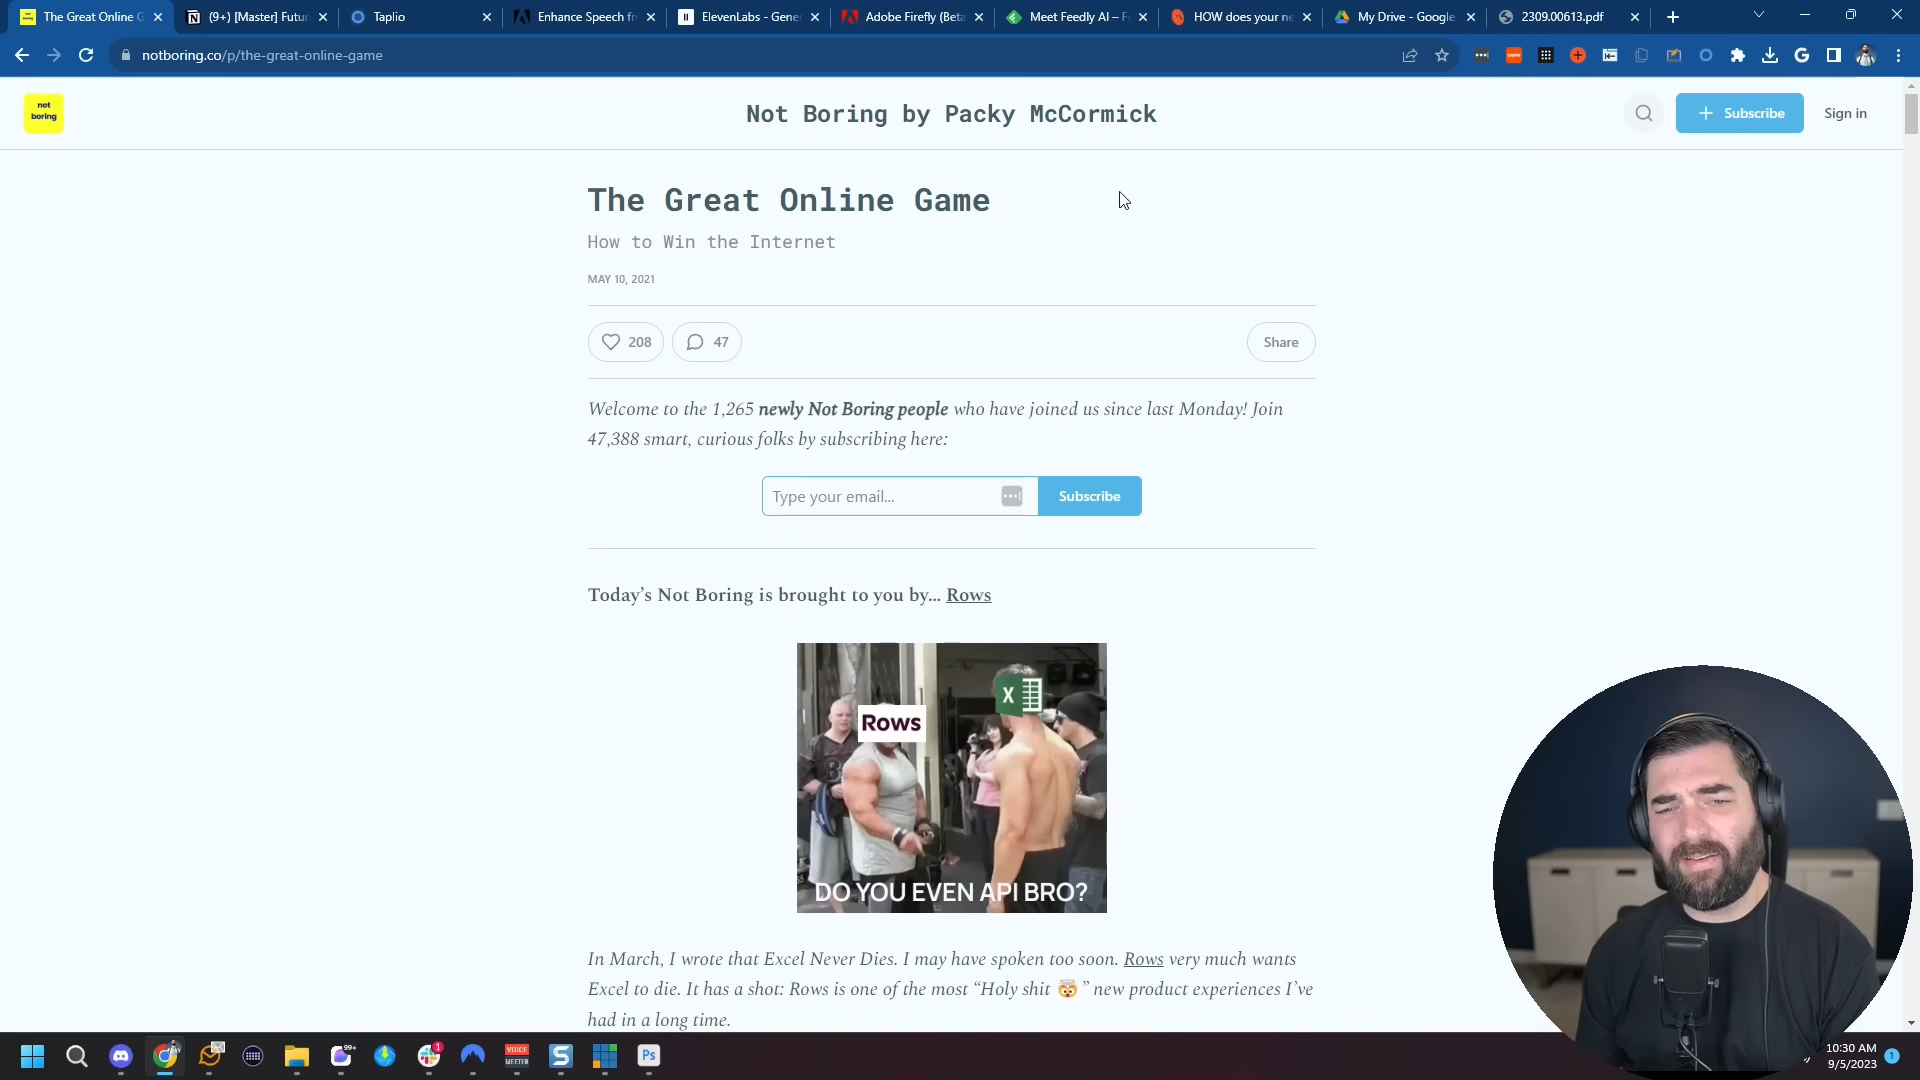 The Great Online G
(9+) [Master] Futur
Taplio
Enhance Speech fr
ElevenLabs - Gener
Adobe Firefly (Beta
Meet Feedly AI – F
HOW does your ne
My Drive - Google
2309.00613.pdf
notboring.co/p/the-great-online-game
not
boring
Not Boring by Packy McCormick
Subscribe
Sign in
The Great Online Game
How to Win the Internet
MAY 10, 2021
208
47
Share
Welcome to the 1,265 newly Not Boring people who have joined us since last Monday! Join
47,388 smart, curious folks by subscribing here:
Type your email...
Subscribe
Today’s Not Boring is brought to you by... Rows
Rows
X
DO YOU EVEN API BRO?
In March, I wrote that Excel Never Dies. I may have spoken too soon. Rows very much wants
Excel to die. It has a shot: Rows is one of the most “Holy shit 🤯” new product experiences I’ve
had in a long time.
99+
1
VOICE
MEETER
S
Ps
10:30 AM
9/5/2023
1